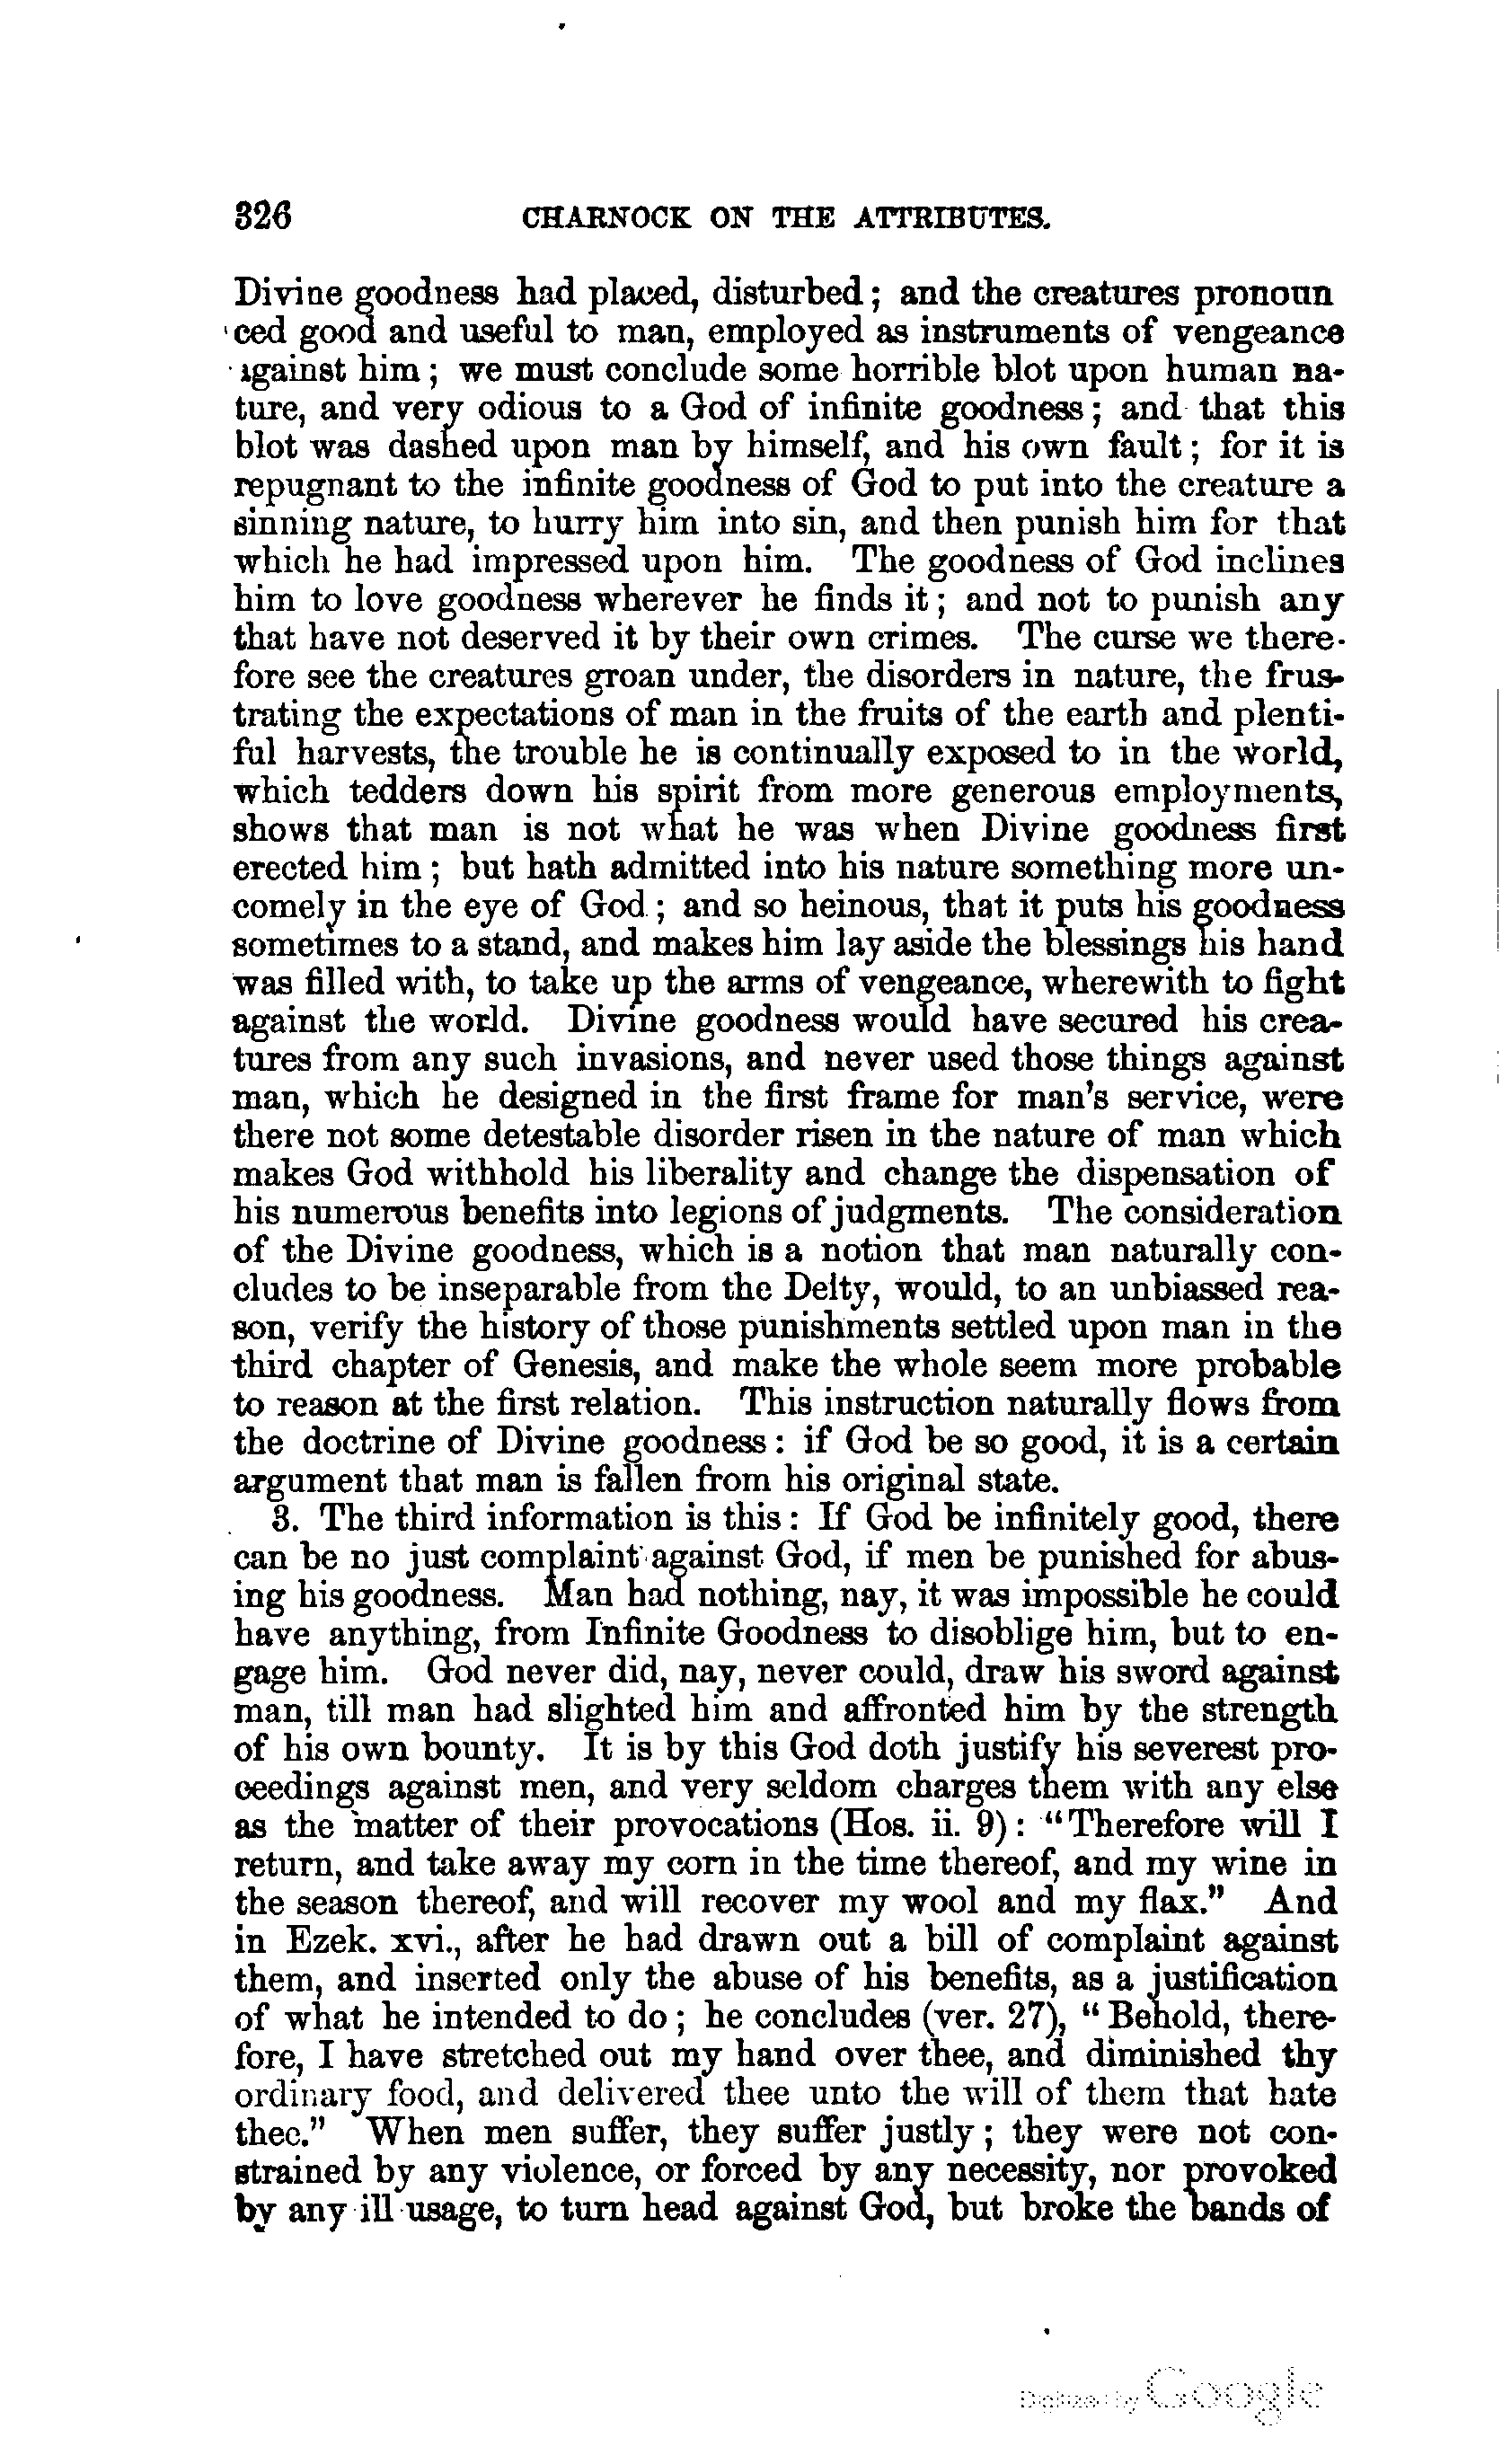 326 CHARNOCK ON THE ATTRIBUTES.
Divine goodness had placed, disturbed; and the creatures pronoun
ced good and useful to man, employed as instruments of vengeance
against him; we must conclude some horrible blot upon human na-
ture, and very odious to a God of infinite goodness; and that this
blot was dashed upon man by himself, and his own fault; for it is
repugnant to the infinite goodness of God to put into the creature a
sinning nature, to hurry him into sin, and then punish him for that
which he had impressed upon him. The goodness of God inclines
him to love goodness wherever he finds it; and not to punish any
that have not deserved it by their own crimes. The curse we there-
fore see the creatures groan under, the disorders in nature, the frus-
trating the expectations of man in the fruits of the earth and plenti-
ful harvests, the trouble he is continually exposed to in the world,
which tedders down his spirit from more generous employments,
shows that man is not what he was when Divine goodness first
erected him; but hath admitted into his nature something more un-
comely in the eye of God; and so heinous, that it puts his goodness
sometimes to a stand, and makes him lay aside the blessings his hand
was filled with, to take up the arms of vengeance, wherewith to fight
against the world. Divine goodness would have secured his crea-
tures from any such invasions, and never used those things against
man, which he designed in the first frame for man's service, were
there not some detestable disorder risen in the nature of man which
makes God withhold his liberality and change the dispensation of
his numerous benefits into legions of judgments. The consideration
of the Divine goodness, which is a notion that man naturally con-
cludes to be inseparable from the Deity, would, to an unbiassed rea-
son, verify the history of those punishments settled upon man in the
third chapter of Genesis, and make the whole seem more probable
to reason at the first relation. This instruction naturally flows from
the doctrine of Divine goodness: if God be so good, it is a certain
argument that man is fallen from his original state.
3. The third information is this: If God be infinitely good, there
can be no just complaint against God, if men be punished for abus-
ing his goodness. Man had nothing, nay, it was impossible he could
have anything, from Infinite Goodness to disoblige him, but to en-
gage him. God never did, nay, never could, draw his sword against
man, till man had slighted him and affronted him by the strength
of his own bounty. It is by this God doth justify his severest pro-
ceedings against men, and very seldom charges them with any else
as the matter of their provocations (Hos. ii. 9): "Therefore will I
return, and take away my corn in the time thereof, and my wine in
the season thereof, and will recover my wool and my flax." And
in Ezek. xvi., after he had drawn out a bill of complaint against
them, and inserted only the abuse of his benefits, as a justification
of what he intended to do; he concludes (ver. 27), "Behold, there-
fore, I have stretched out my hand over thee, and diminished thy
ordinary food, and delivered thee unto the will of them that hate
thee." When men suffer, they suffer justly; they were not con-
strained by any violence, or forced by any necessity, nor provoked
by any ill usage, to turn head against God, but broke the bands of
Digitized by Google